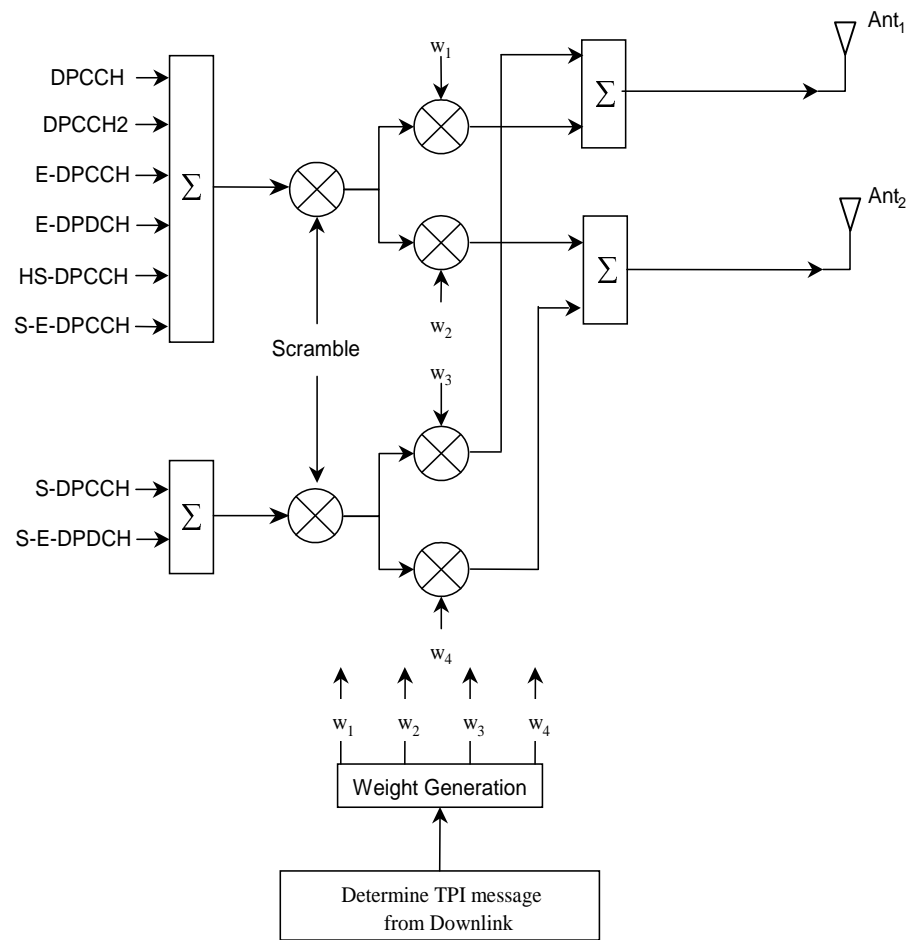 Ant₁
w₁
DPCCH
DPCCH2
E-DPCCH
E-DPDCH
HS-DPCCH
S-E-DPCCH
Σ
Σ
Ant₂
Σ
w₂
Scramble
w₃
S-DPCCH
S-E-DPDCH
Σ
w₄
w₁ w₂ w₃ w₄
Weight Generation
Determine TPI message
from Downlink